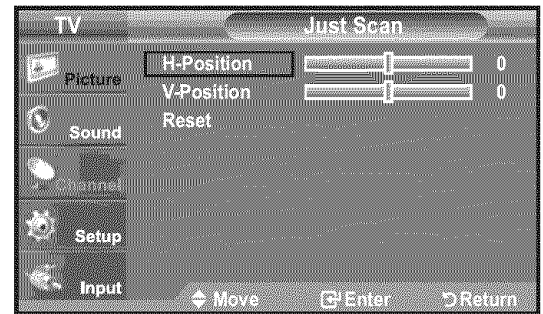 TV
Just Scan
Picture
Sound
Channel
Setup
Input
H-Position 0
V-Position 0
Reset
Move Enter Return